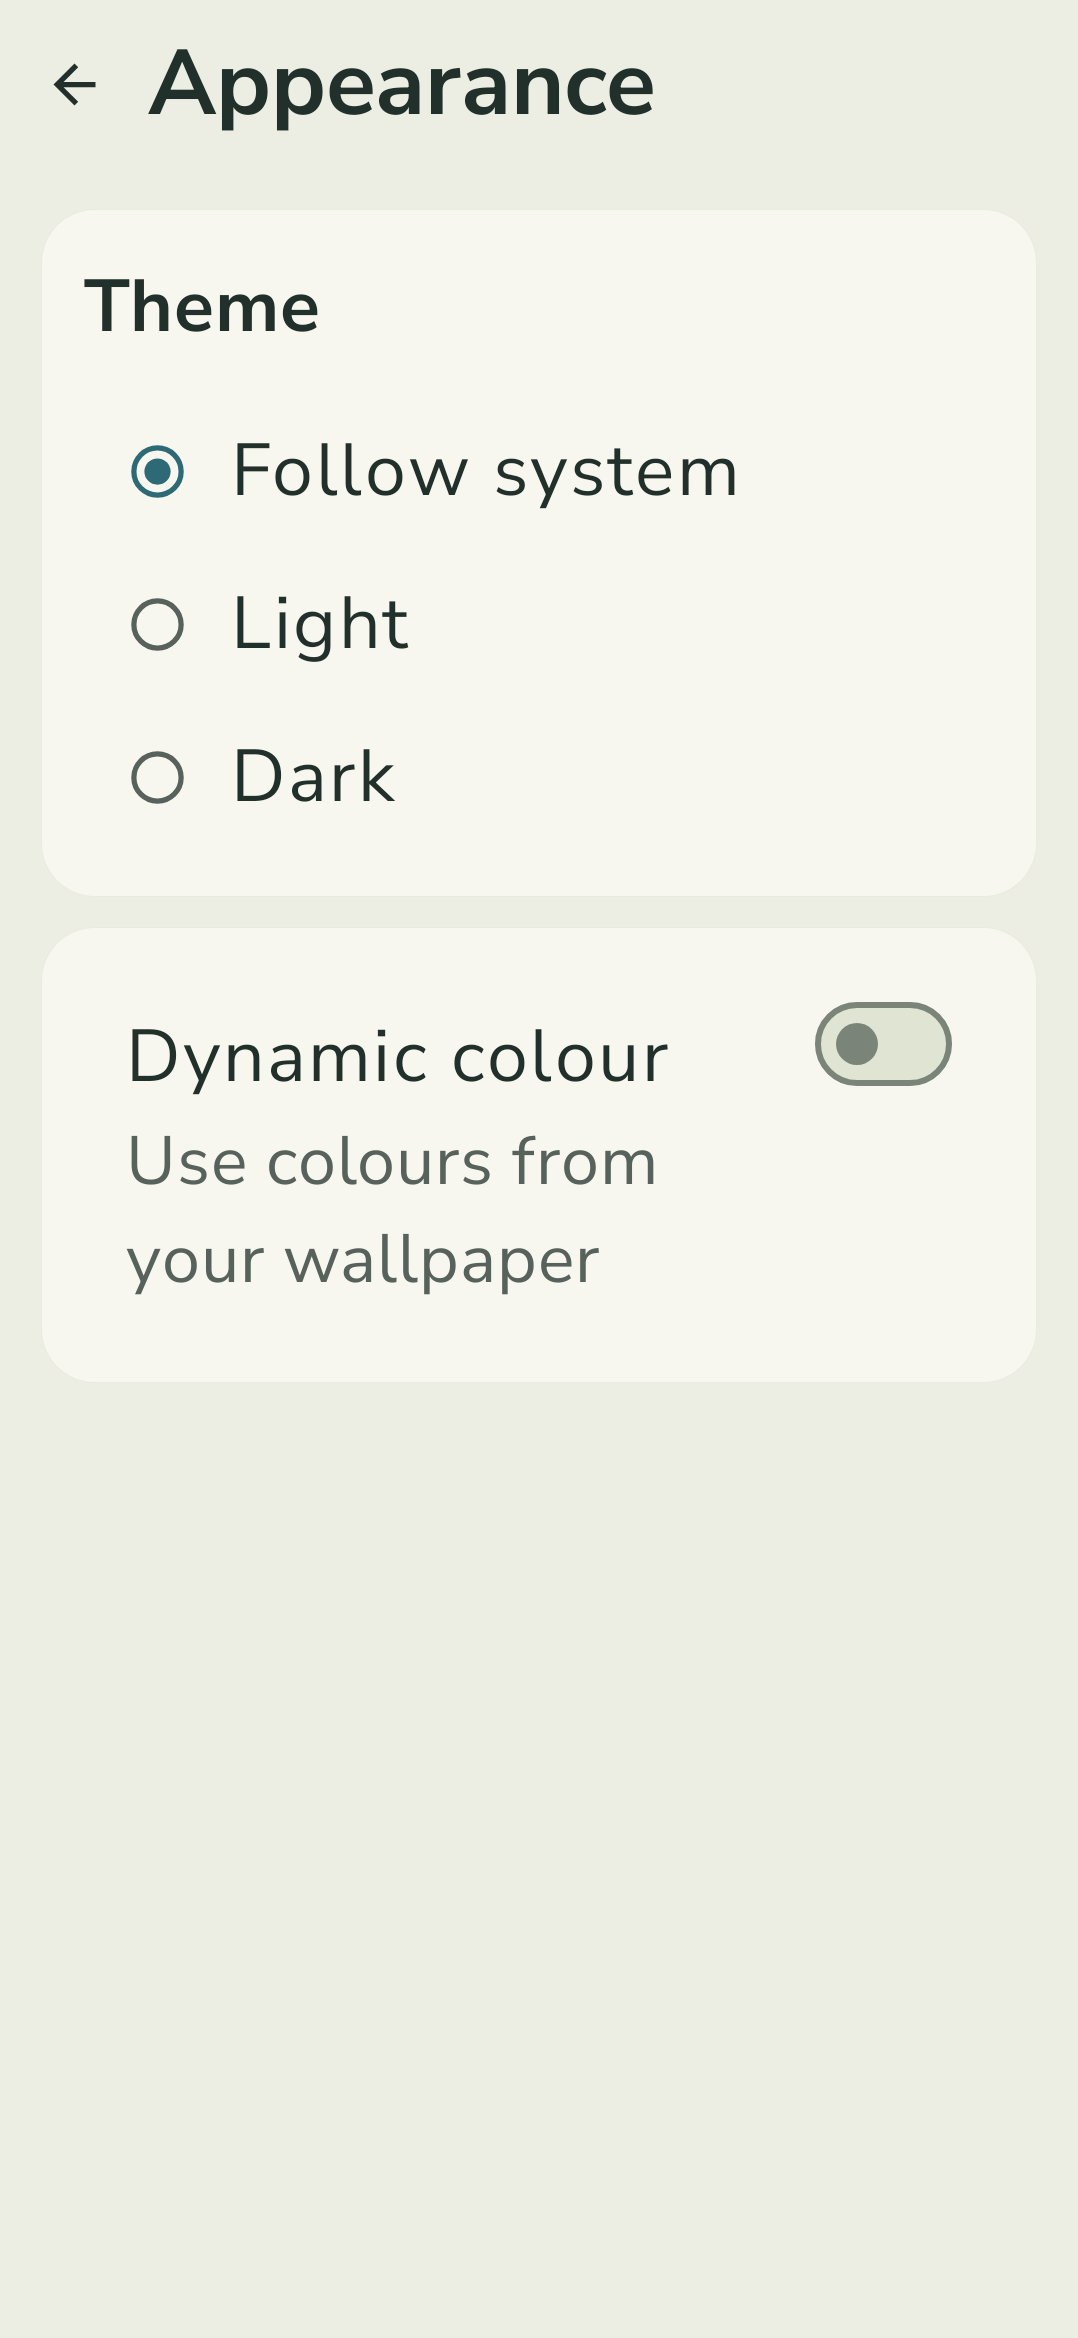 Appearance
Theme
Follow system
Light
Dark
Dynamic colour
Use colours from
your wallpaper